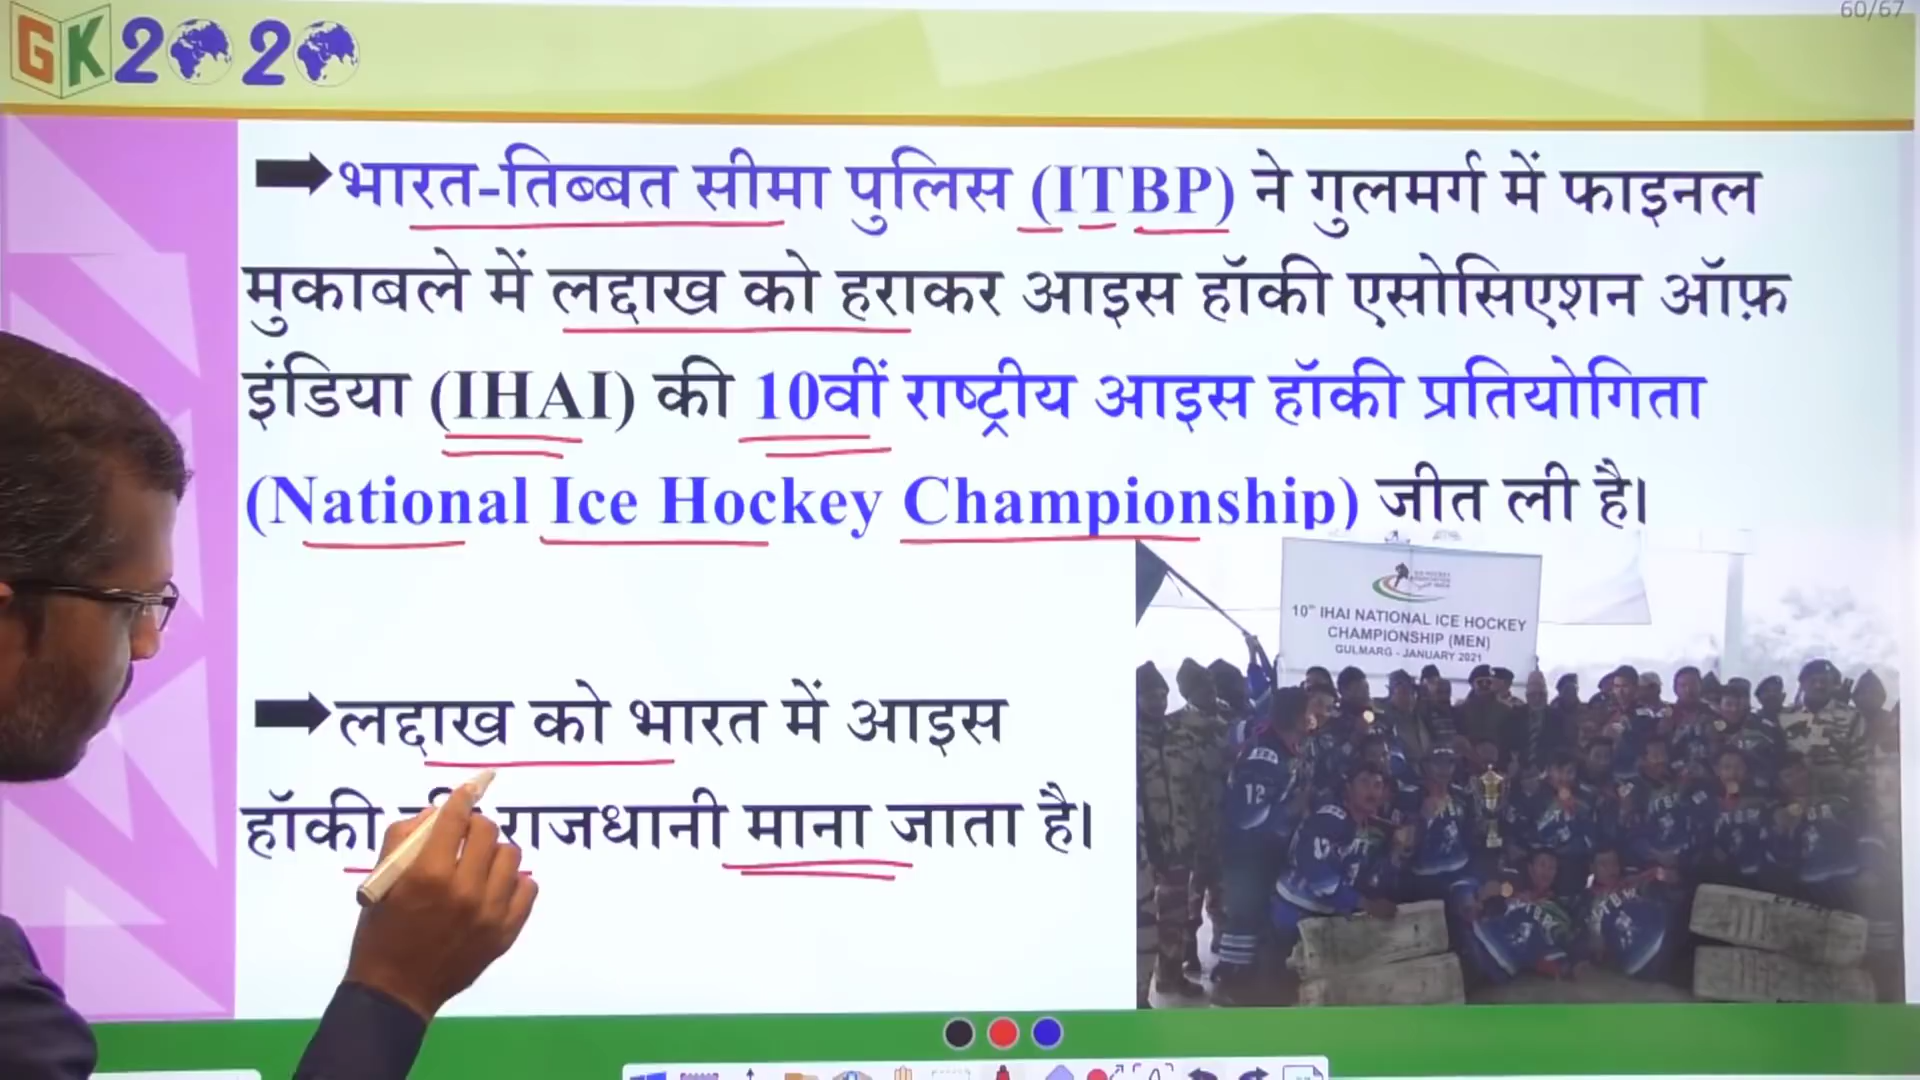 60/67
GK2020
भारत-तिब्बत सीमा पुलिस (ITBP) ने गुलमर्ग में फाइनल
मुकाबले में लद्दाख को हराकर आइस हॉकी एसोसिएशन ऑफ़
इंडिया (IHAI) की 10वीं राष्ट्रीय आइस हॉकी प्रतियोगिता
(National Ice Hockey Championship) जीत ली है।
10TH IHAI NATIONAL ICE HOCKEY
CHAMPIONSHIP (MEN)
GULMARG - JANUARY 2021
लद्दाख को भारत में आइस
हॉकी राजधानी माना जाता है।
12